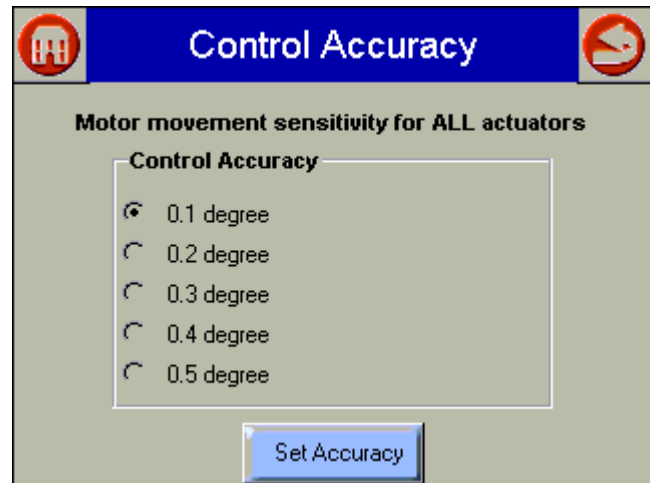 Control Accuracy
Motor movement sensitivity for ALL actuators
Control Accuracy
0.1 degree
0.2 degree
0.3 degree
0.4 degree
0.5 degree
Set Accuracy